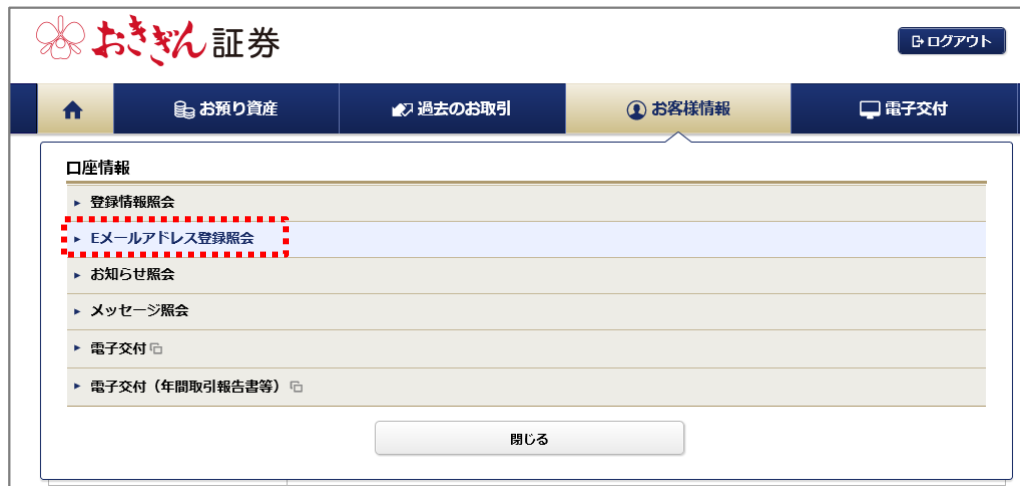 おきぎん証券
ログアウト
お預り資産 過去のお取引 お客様情報 電子交付
口座情報
登録情報照会
Eメールアドレス登録照会
お知らせ照会
メッセージ照会
電子交付
電子交付（年間取引報告書等）
閉じる